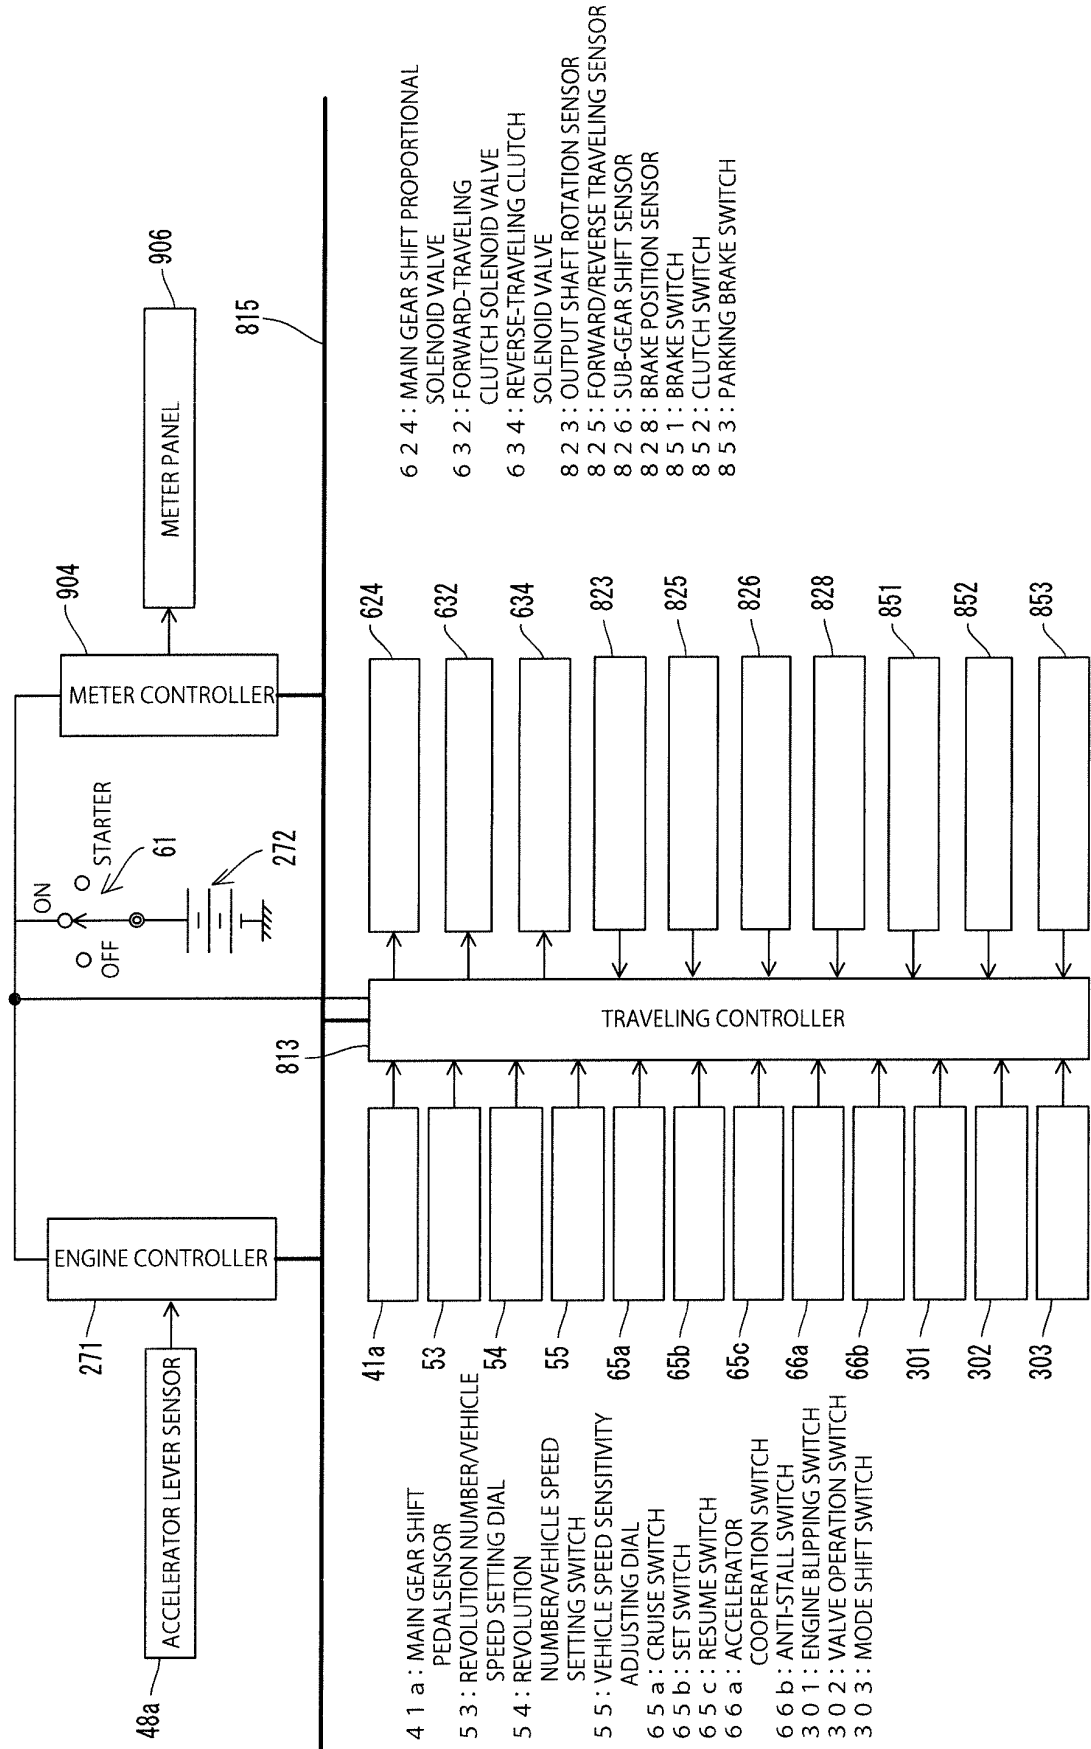 48a
ACCELERATOR LEVER SENSOR
271
ENGINE CONTROLLER
OFF
ON
STARTER
61
272
904
METER CONTROLLER
METER PANEL
906
815
813
TRAVELING CONTROLLER
41a
53
54
55
65a
65b
65c
66a
66b
301
302
303
624
632
634
823
825
826
828
851
852
853
41a : MAIN GEAR SHIFT
PEDALSENSOR
53 : REVOLUTION NUMBER/VEHICLE
SPEED SETTING DIAL
54 : REVOLUTION
NUMBER/VEHICLE SPEED
SETTING SWITCH
55 : VEHICLE SPEED SENSITIVITY
ADJUSTING DIAL
65a : CRUISE SWITCH
65b : SET SWITCH
65c : RESUME SWITCH
66a : ACCELERATOR
COOPERATION SWITCH
66b : ANTI-STALL SWITCH
301 : ENGINE BLIPPING SWITCH
302 : VALVE OPERATION SWITCH
303 : MODE SHIFT SWITCH
624 : MAIN GEAR SHIFT PROPORTIONAL
SOLENOID VALVE
632 : FORWARD-TRAVELING
CLUTCH SOLENOID VALVE
634 : REVERSE-TRAVELING CLUTCH
SOLENOID VALVE
823 : OUTPUT SHAFT ROTATION SENSOR
825 : FORWARD/REVERSE TRAVELING SENSOR
826 : SUB-GEAR SHIFT SENSOR
828 : BRAKE POSITION SENSOR
851 : BRAKE SWITCH
852 : CLUTCH SWITCH
853 : PARKING BRAKE SWITCH